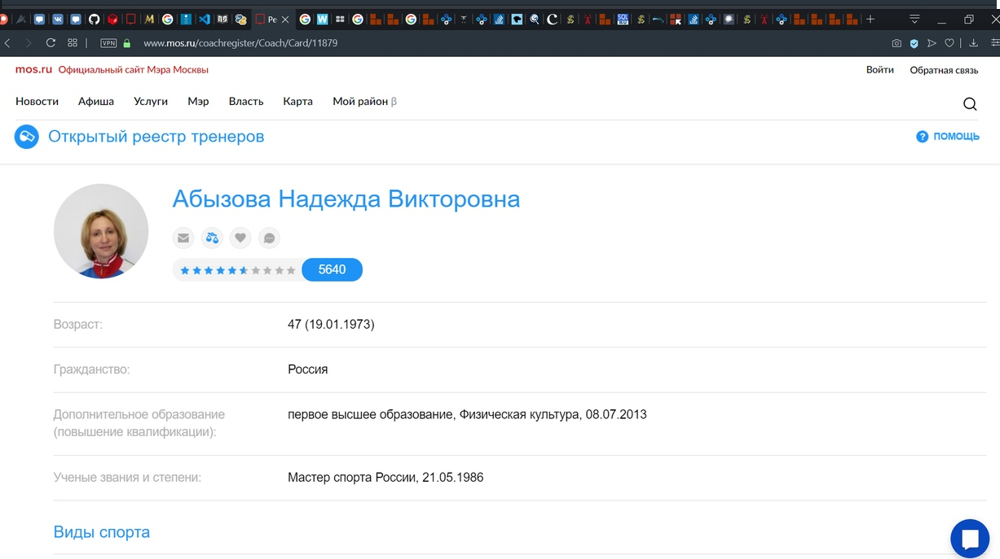 Ре
VPN
www.mos.ru/coachregister/Coach/Card/11879
mos.ru Официальный сайт Мэра Москвы
Войти Обратная связь
Новости Афиша Услуги Мэр Власть Карта Мой район β
Открытый реестр тренеров
? ПОМОЩЬ
Абызова Надежда Викторовна
5640
Возраст: 47 (19.01.1973)
Гражданство: Россия
Дополнительное образование первое высшее образование, Физическая культура, 08.07.2013
(повышение квалификации):
Ученые звания и степени: Мастер спорта России, 21.05.1986
Виды спорта